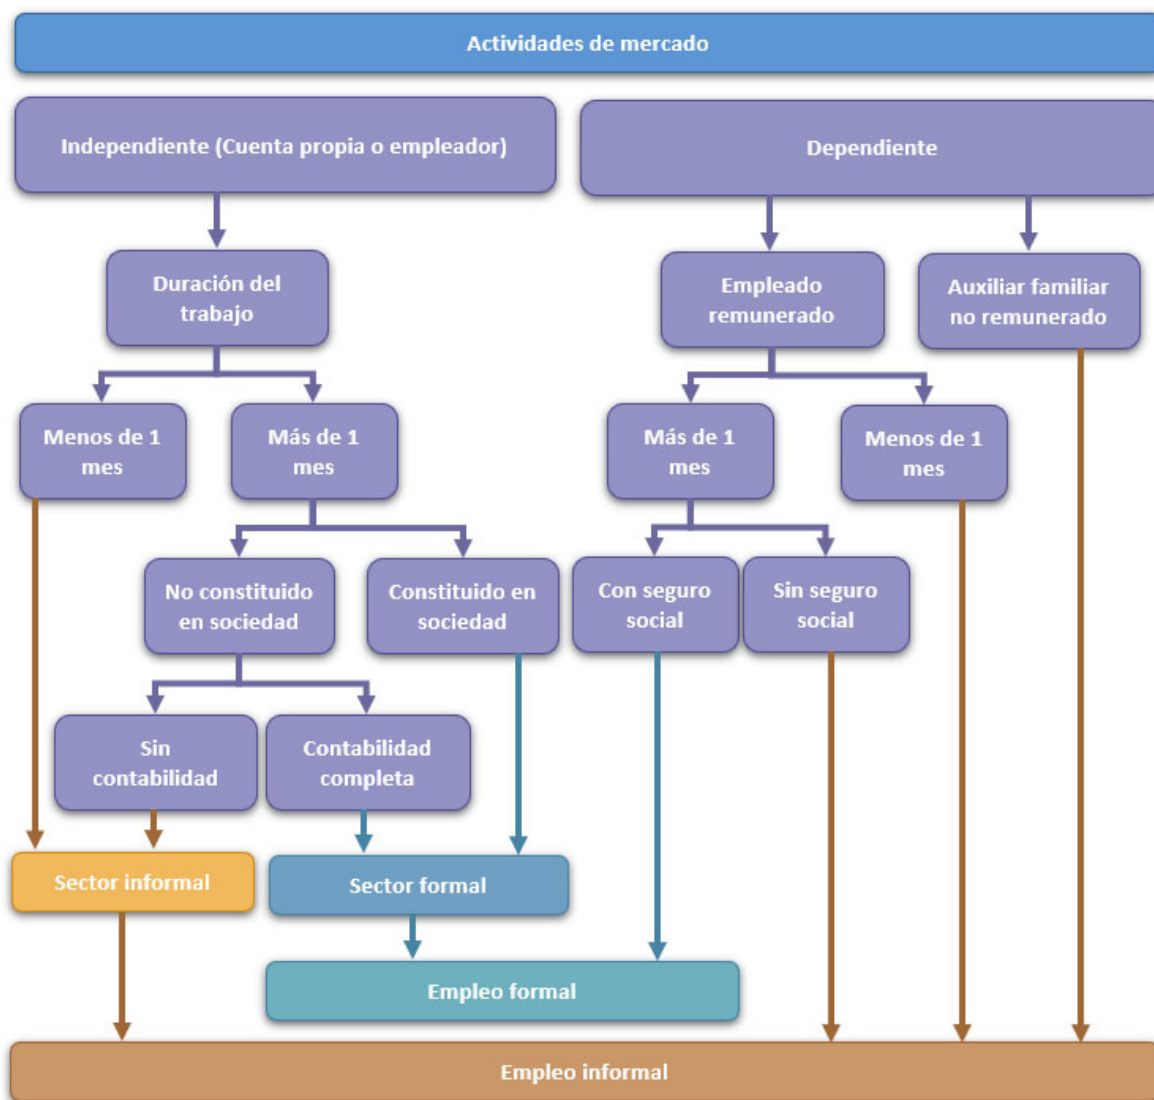 Actividades de mercado
Independiente (Cuenta propia o empleador)
Dependiente
Duración del
trabajo
Empleado
remunerado
Auxiliar familiar
no remunerado
Menos de 1
mes
Más de 1
mes
Más de 1
mes
Menos de 1
mes
No constituido
en sociedad
Constituido en
sociedad
Con seguro
social
Sin seguro
social
Sin
contabilidad
Contabilidad
completa
Sector informal
Sector formal
Empleo formal
Empleo informal